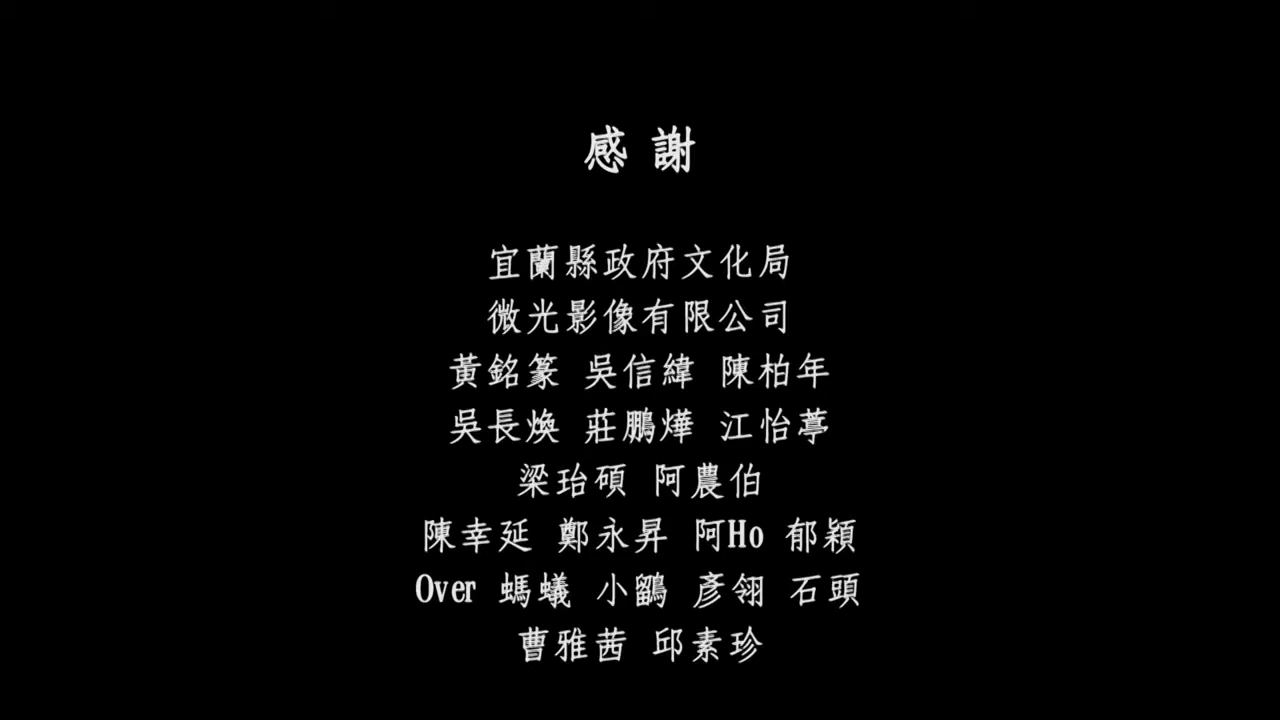 感謝
宜蘭縣政府文化局
微光影像有限公司
黃銘篆 吳信緯 陳柏年
吳長煥 莊鵬燁 江怡葶
梁珆碩 阿農伯
陳幸延 鄭永昇 阿Ho 郁穎
Over 螞蟻 小鶹 彥翎 石頭
曹雅茜 邱素珍